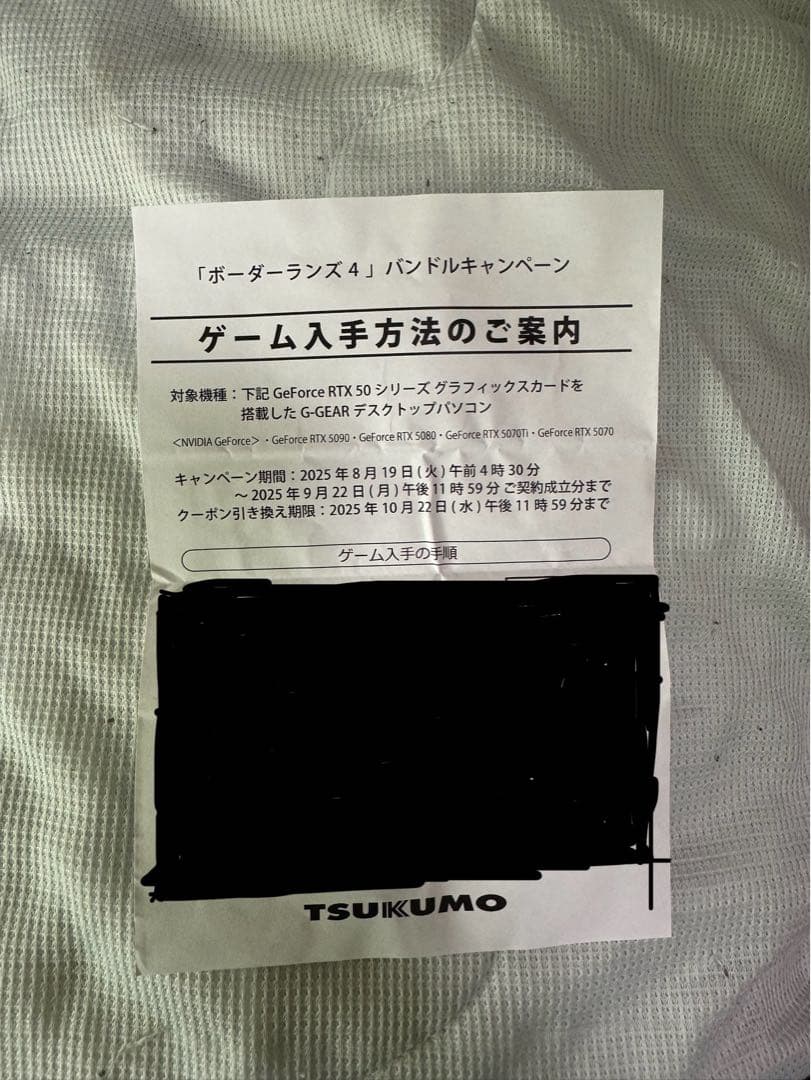 「ボーダーランズ４」バンドルキャンペーン
ゲーム入手方法のご案内
対象機種：下記 GeForce RTX 50 シリーズ グラフィックスカードを
搭載した G-GEAR デスクトップパソコン
＜NVIDIA GeForce＞・GeForce RTX 5090・GeForce RTX 5080・GeForce RTX 5070Ti・GeForce RTX 5070
キャンペーン期間：2025 年 8 月 19 日 ( 火 ) 午前 4 時 30 分
～ 2025 年 9 月 22 日 ( 月 ) 午後 11 時 59 分 ご契約成立分まで
クーポン引き換え期限：2025 年 10 月 22 日 ( 水 ) 午後 11 時 59 分まで
ゲーム入手の手順
TSUKUMO